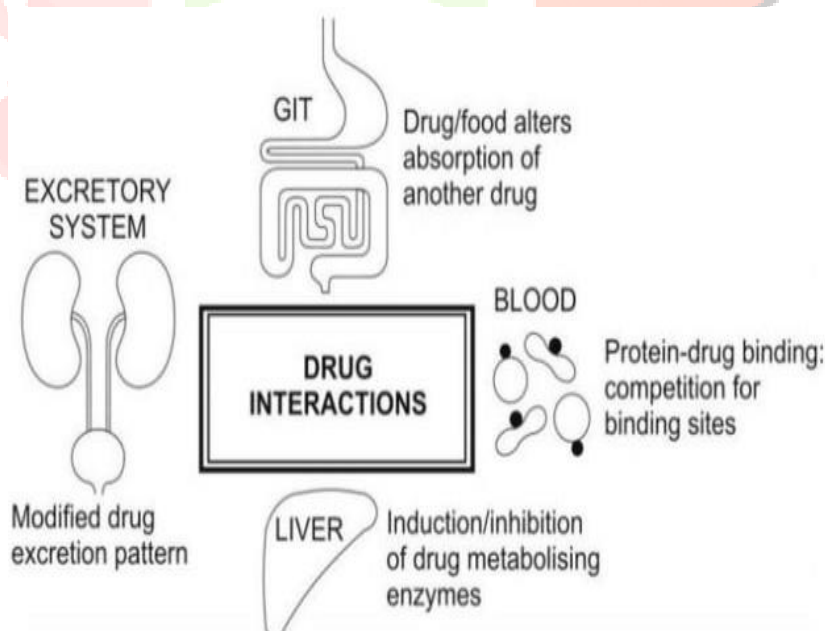 GIT
Drug/food alters
absorption of
another drug
EXCRETORY
SYSTEM
BLOOD
Protein-drug binding:
competition for
binding sites
DRUG
INTERACTIONS
Modified drug
excretion pattern
LIVER
Induction/inhibition
of drug metabolising
enzymes